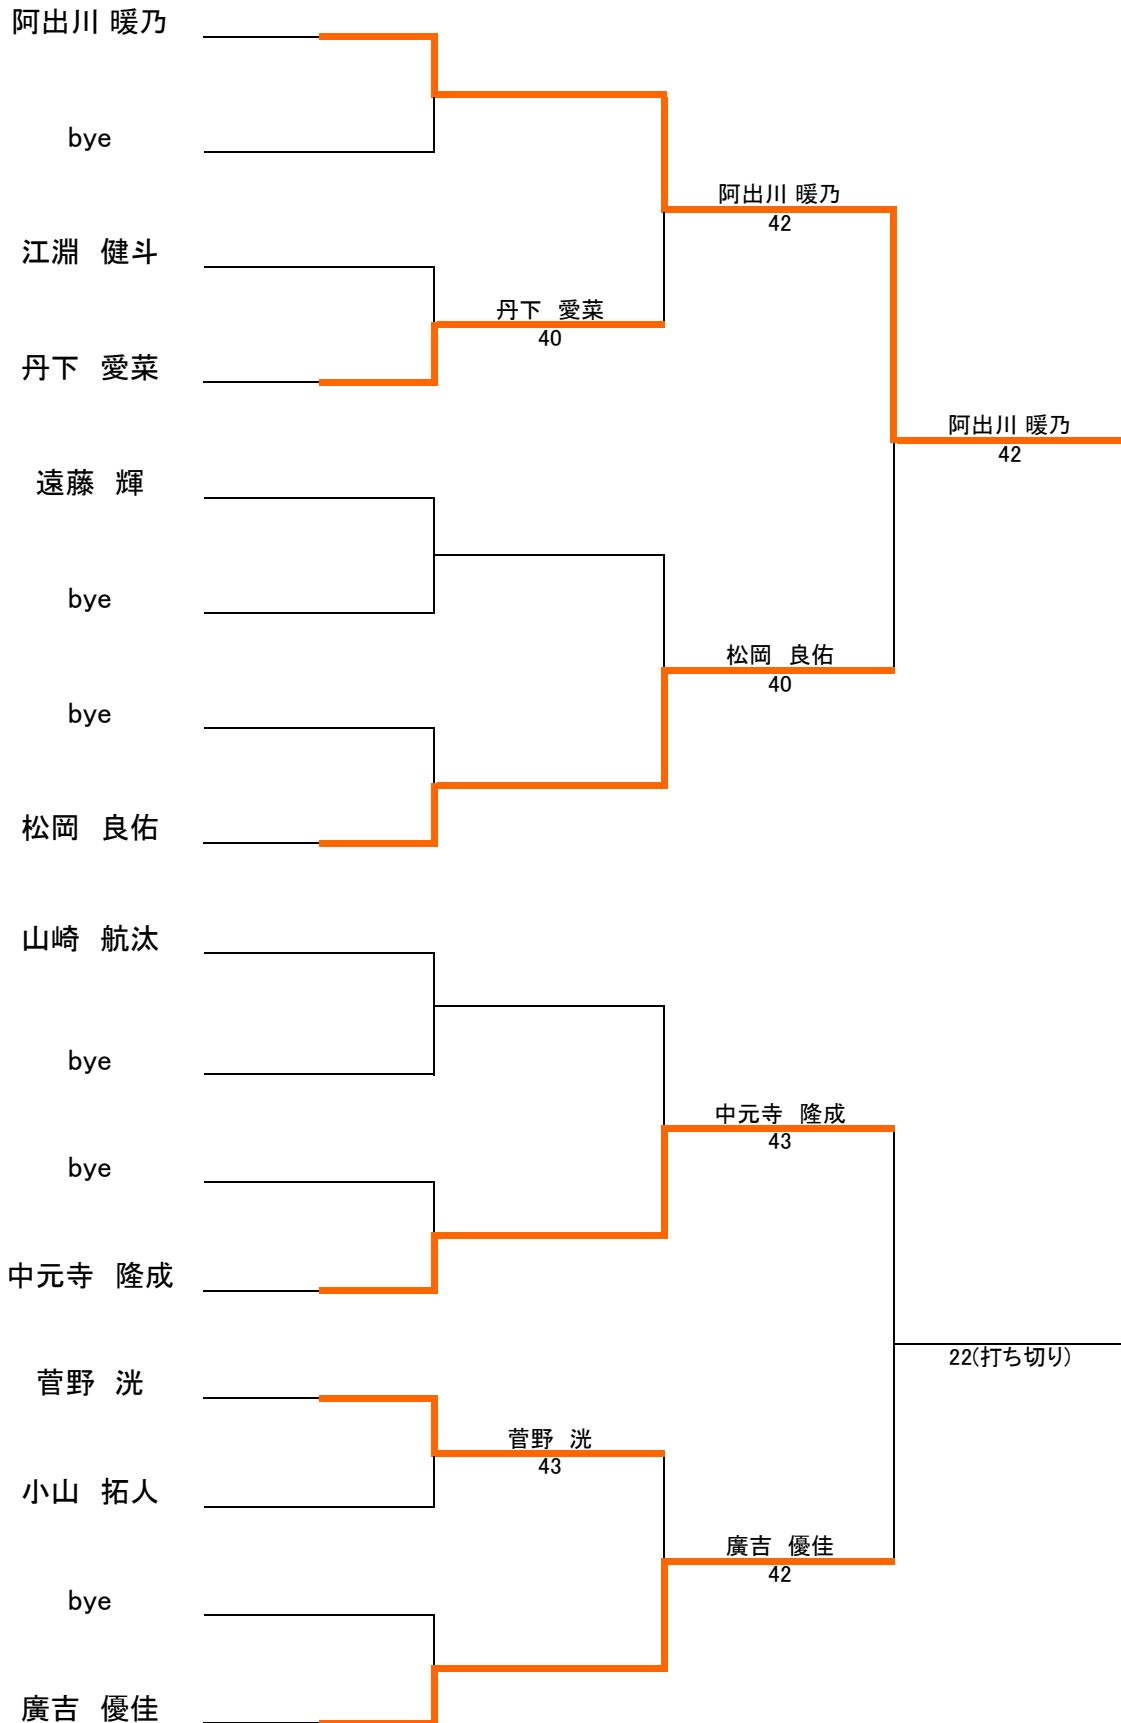 阿出川 暖乃
bye
阿出川 暖乃
42
江淵　健斗
丹下　愛菜
40
丹下　愛菜
阿出川 暖乃
42
遠藤　輝
bye
松岡　良佑
40
bye
松岡　良佑
山崎　航汰
bye
中元寺　隆成
43
bye
中元寺　隆成
22(打ち切り)
菅野　洸
菅野　洸
43
小山　拓人
廣吉　優佳
42
bye
廣吉　優佳